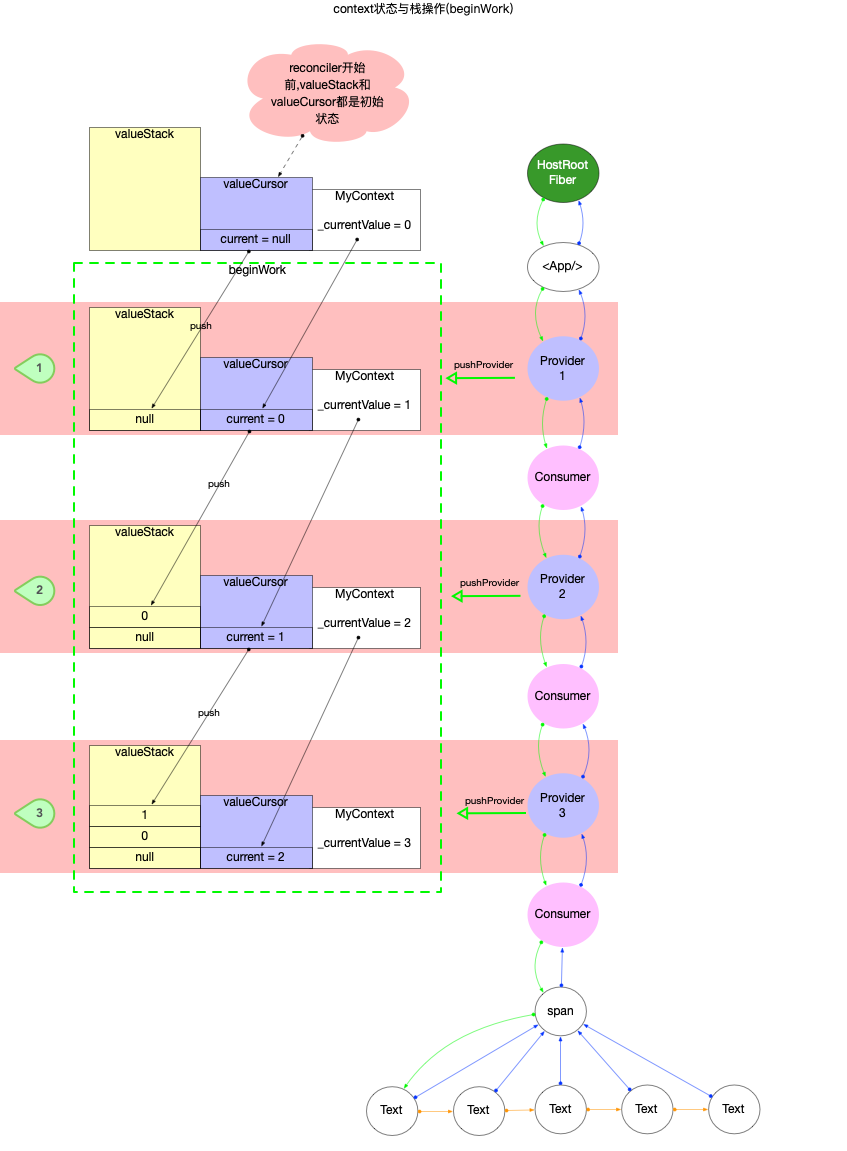 context状态与栈操作(beginWork)
reconciler开始
前,valueStack和
valueCursor都是初始
状态
valueStack
valueCursor
current = null
MyContext
_currentValue = 0
HostRoot
Fiber
<App/>
beginWork
push
1
valueStack
null
valueCursor
current = 0
MyContext
_currentValue = 1
pushProvider
Provider
1
push
Consumer
2
valueStack
0
null
valueCursor
current = 1
MyContext
_currentValue = 2
pushProvider
Provider
2
push
Consumer
3
valueStack
1
0
null
valueCursor
current = 2
MyContext
_currentValue = 3
pushProvider
Provider
3
Consumer
span
Text
Text
Text
Text
Text